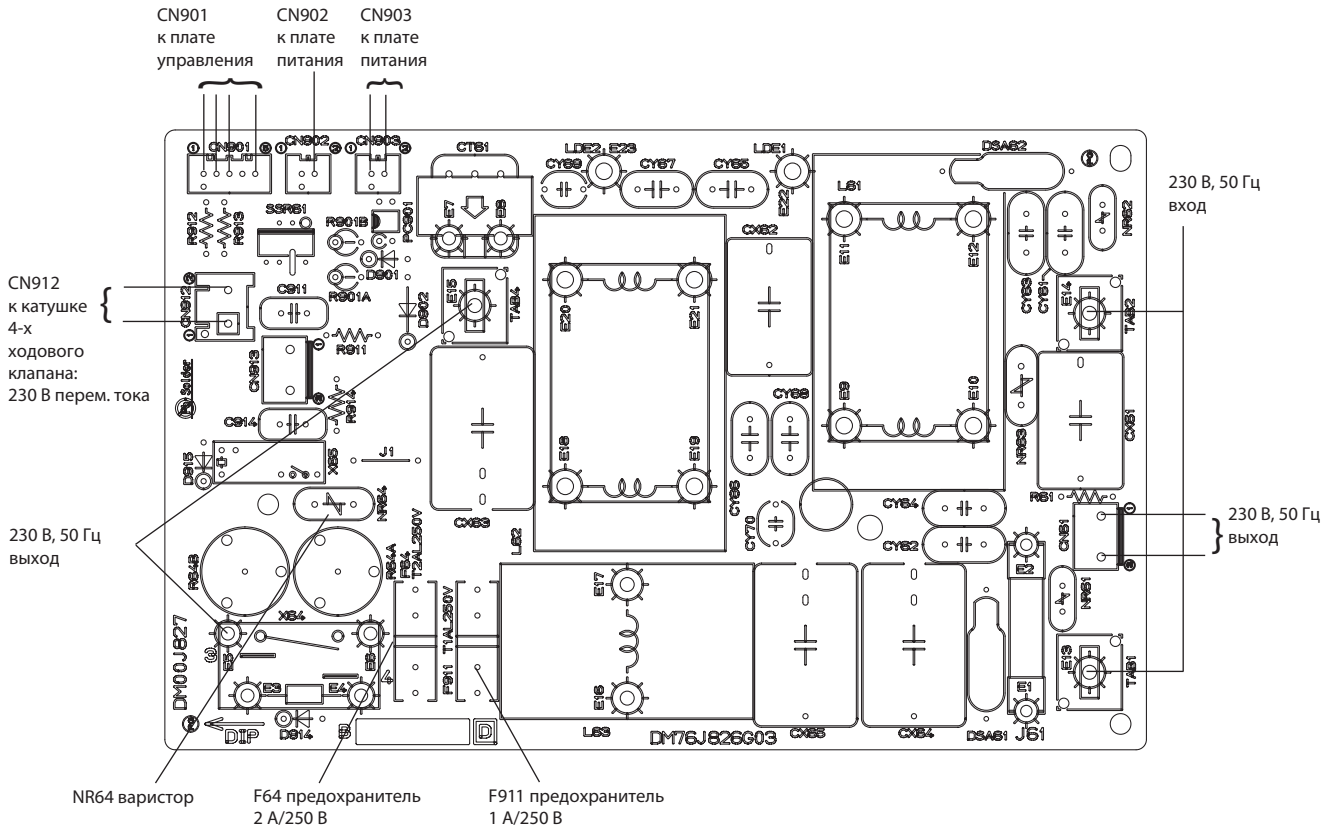 CN901
к плате
управления
CN902
к плате
питания
CN903
к плате
питания
CN901
CN902
CN903
CT61
LDE2
E23
LDE1
DSA62
CY69
CY67
CY65
E22
L61
230 В, 50 Гц
вход
R912
R913
SSR61
R901B
PC901
E7
E8
CX62
E11
E12
CY63
CY61
NR62
D901
R901A
CN912
к катушке
4-х
ходового
клапана:
230 В перем. тока
CN912
C911
D902
E15
TAB4
E20
E21
E14
TAB2
R911
CN913
Solder
R914
C914
E9
E10
NR63
CX61
CY68
D915
X65
J1
E18
E19
CY66
NR64
CX63
L62
R61
CY64
CY62
CY70
CN61
230 В, 50 Гц
выход
230 В, 50 Гц
выход
R64B
R64A
F64
T2AL250V
E2
NR61
X64
E17
T1AL250V
F911
DM00J827
3
E5
E6
4
E3
E4
E16
E13
TAB1
E1
DIP
D914
B
D
L63
DM76J826G03
CX65
CX64
DSA61
J61
NR64 варистор
F64 предохранитель
2 А/250 В
F911 предохранитель
1 А/250 В